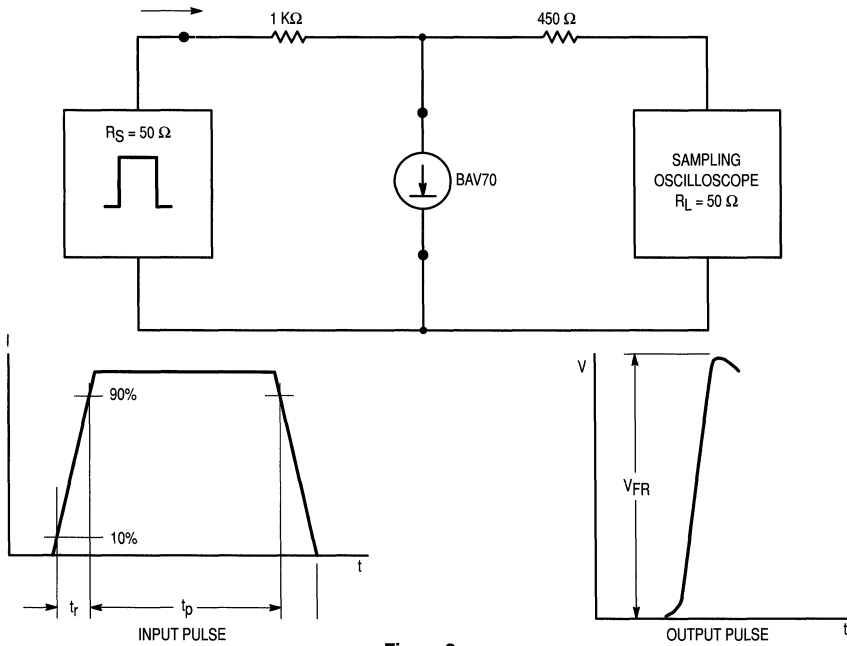 1 KΩ
450 Ω
RS = 50 Ω
BAV70
SAMPLING
OSCILLOSCOPE
RL = 50 Ω
I
90%
10%
tr
tp
t
INPUT PULSE
V
VFR
t
OUTPUT PULSE